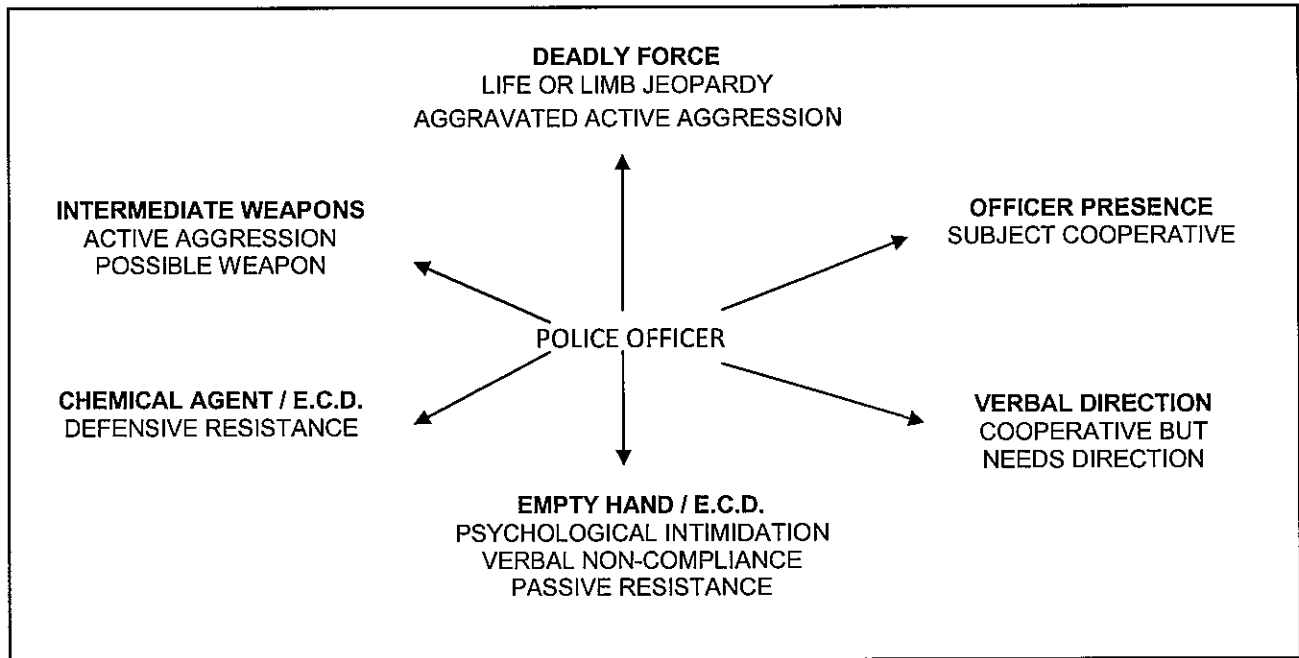 DEADLY FORCE
LIFE OR LIMB JEOPARDY
AGGRAVATED ACTIVE AGGRESSION
INTERMEDIATE WEAPONS
ACTIVE AGGRESSION
POSSIBLE WEAPON
OFFICER PRESENCE
SUBJECT COOPERATIVE
POLICE OFFICER
CHEMICAL AGENT / E.C.D.
DEFENSIVE RESISTANCE
VERBAL DIRECTION
COOPERATIVE BUT
NEEDS DIRECTION
EMPTY HAND / E.C.D.
PSYCHOLOGICAL INTIMIDATION
VERBAL NON-COMPLIANCE
PASSIVE RESISTANCE